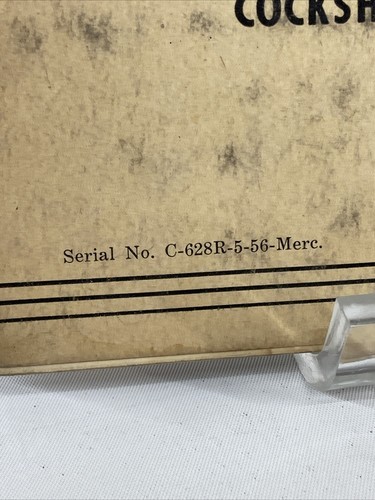 COCKSH
Serial No. C-628R-5-56-Merc.